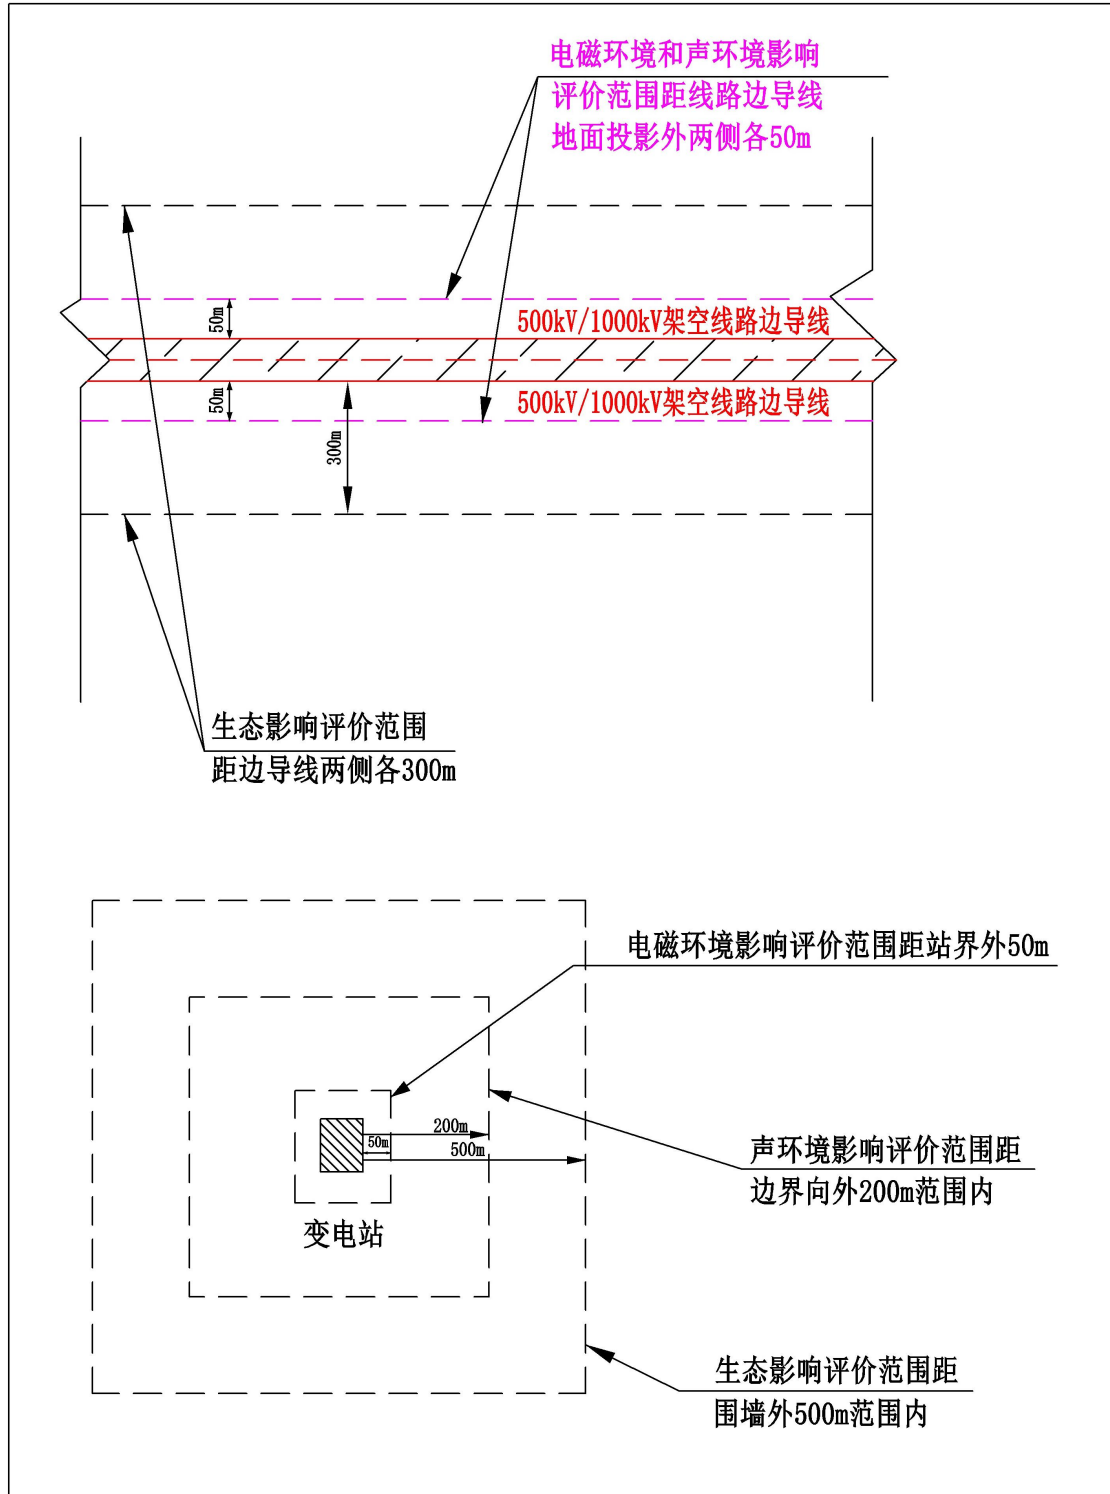 电磁环境和声环境影响
评价范围距线路边导线
地面投影外两侧各50m
50m
500kV/1000kV架空线路边导线
50m
500kV/1000kV架空线路边导线
300m
生态影响评价范围
距边导线两侧各300m
电磁环境影响评价范围距站界外50m
200m
50m
500m
声环境影响评价范围距
边界向外200m范围内
变电站
生态影响评价范围距
围墙外500m范围内